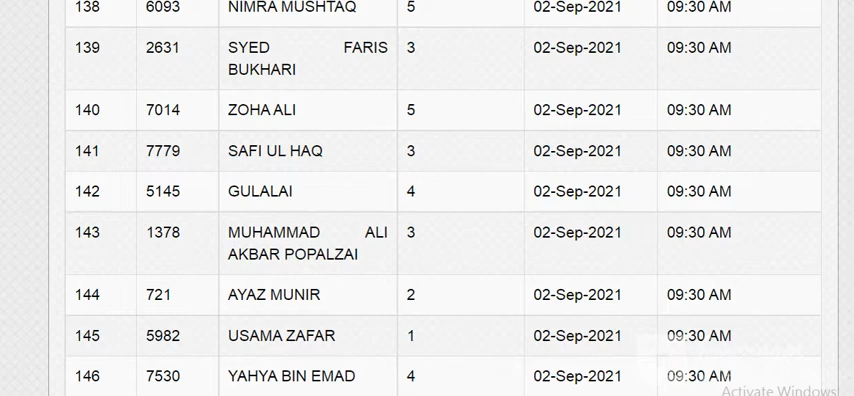 138 6093 NIMRA MUSHTAQ 5 02-Sep-2021 09:30 AM
139 2631 SYED FARIS 3 02-Sep-2021 09:30 AM
BUKHARI
140 7014 ZOHA ALI 5 02-Sep-2021 09:30 AM
141 7779 SAFI UL HAQ 3 02-Sep-2021 09:30 AM
142 5145 GULALAI 4 02-Sep-2021 09:30 AM
143 1378 MUHAMMAD ALI 3 02-Sep-2021 09:30 AM
AKBAR POPALZAI
144 721 AYAZ MUNIR 2 02-Sep-2021 09:30 AM
145 5982 USAMA ZAFAR 1 02-Sep-2021 09:30 AM
146 7530 YAHYA BIN EMAD 4 02-Sep-2021 09:30 AM
Activate Windows